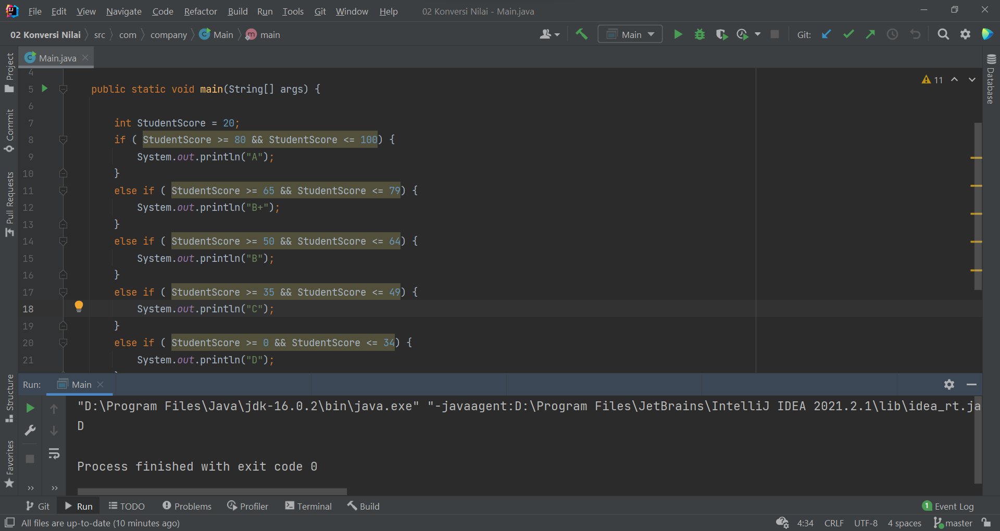 File Edit View Navigate Code Refactor Build Run Tools Git Window Help 02 Konversi Nilai - Main.java
02 Konversi Nilai src com company Main main Main Git:
Main.java
Project
Commit
Pull Requests
Structure
Favorites
Database
11
4
5 public static void main(String[] args) {
6
7 int StudentScore = 20;
8 if ( StudentScore >= 80 && StudentScore <= 100) {
9 System.out.println("A");
10 }
11 else if ( StudentScore >= 65 && StudentScore <= 79) {
12 System.out.println("B+");
13 }
14 else if ( StudentScore >= 50 && StudentScore <= 64) {
15 System.out.println("B");
16 }
17 else if ( StudentScore >= 35 && StudentScore <= 49) {
18 System.out.println("C");
19 }
20 else if ( StudentScore >= 0 && StudentScore <= 34) {
21 System.out.println("D");
Run: Main
"D:\Program Files\Java\jdk-16.0.2\bin\java.exe" "-javaagent:D:\Program Files\JetBrains\IntelliJ IDEA 2021.2.1\lib\idea_rt.ja
D
Process finished with exit code 0
Git Run TODO Problems Profiler Terminal Build 1 Event Log
All files are up-to-date (10 minutes ago) 4:34 CRLF UTF-8 4 spaces master